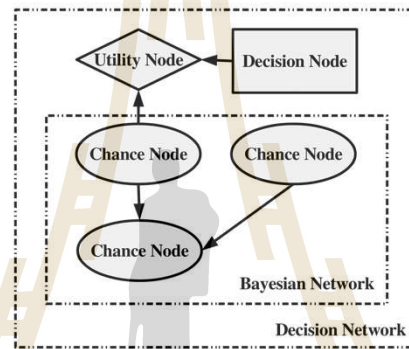 Utility Node
Decision Node
Chance Node
Chance Node
Chance Node
Bayesian Network
Decision Network